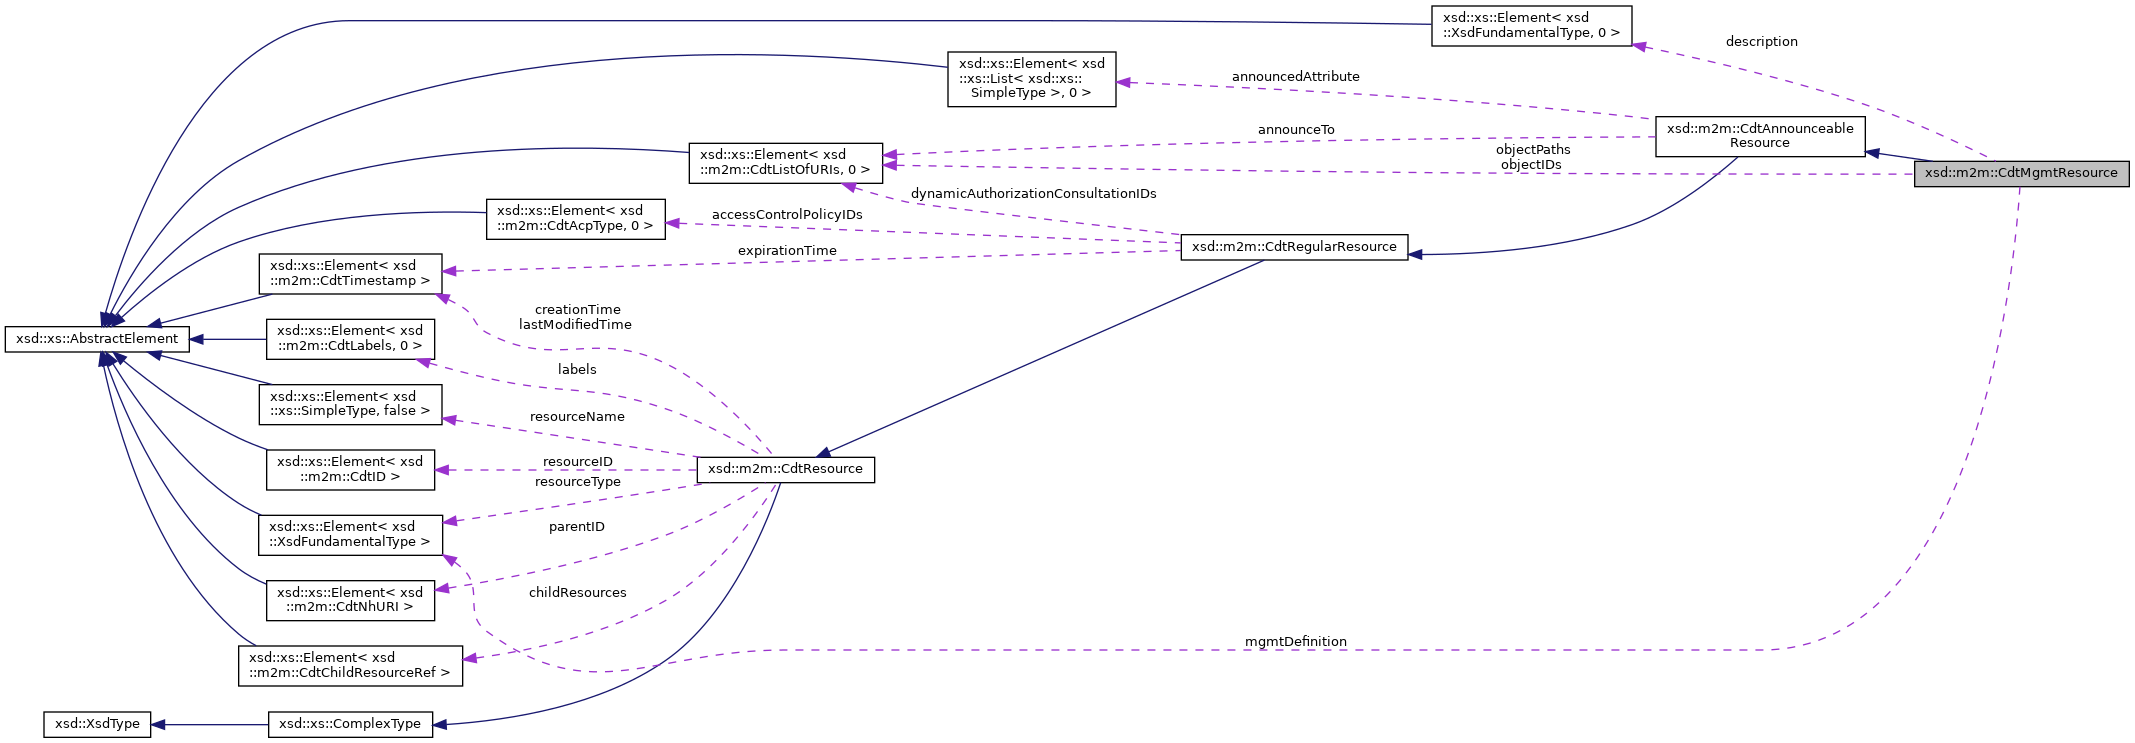 xsd::xs::Element< xsd
::XsdFundamentalType, 0 >
description
xsd::xs::Element< xsd
::xs::List< xsd::xs::
SimpleType >, 0 >
announcedAttribute
xsd::m2m::CdtAnnounceable
Resource
announceTo
xsd::xs::Element< xsd
::m2m::CdtListOfURIs, 0 >
objectPaths
objectIDs
xsd::m2m::CdtMgmtResource
dynamicAuthorizationConsultationIDs
xsd::xs::Element< xsd
::m2m::CdtAcpType, 0 >
accessControlPolicyIDs
xsd::m2m::CdtRegularResource
expirationTime
xsd::xs::Element< xsd
::m2m::CdtTimestamp >
creationTime
lastModifiedTime
xsd::xs::AbstractElement
xsd::xs::Element< xsd
::m2m::CdtLabels, 0 >
labels
xsd::xs::Element< xsd
::xs::SimpleType, false >
resourceName
xsd::xs::Element< xsd
::m2m::CdtID >
resourceID
xsd::m2m::CdtResource
resourceType
xsd::xs::Element< xsd
::XsdFundamentalType >
parentID
xsd::xs::Element< xsd
::m2m::CdtNhURI >
childResources
mgmtDefinition
xsd::xs::Element< xsd
::m2m::CdtChildResourceRef >
xsd::XsdType
xsd::xs::ComplexType